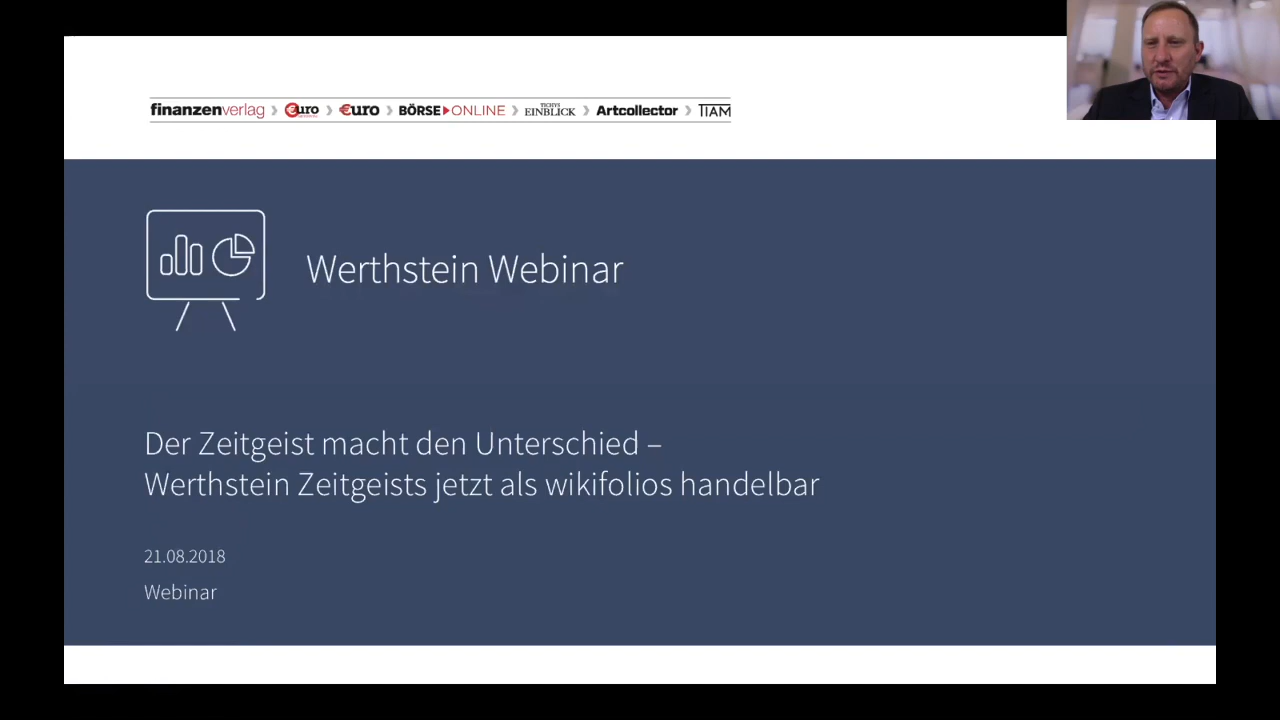 finanzenverlag › €uro › €uro › BÖRSE ONLINE › TICHYS EINBLICK › Artcollector › TIAM
Werthstein Webinar
Der Zeitgeist macht den Unterschied –
Werthstein Zeitgeists jetzt als wikifolios handelbar
21.08.2018
Webinar